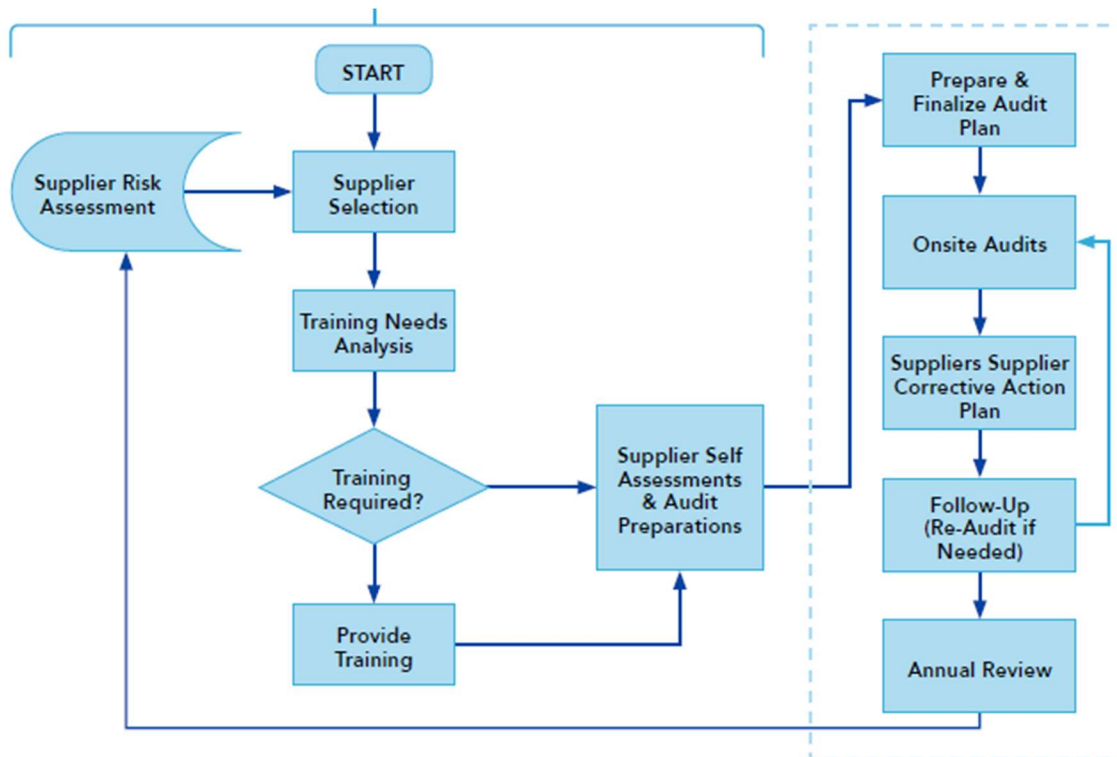 START
Supplier Risk
Assessment
Supplier
Selection
Training Needs
Analysis
Training
Required?
Provide
Training
Supplier Self
Assessments
& Audit
Preparations
Prepare &
Finalize Audit
Plan
Onsite Audits
Suppliers Supplier
Corrective Action
Plan
Follow-Up
(Re-Audit if
Needed)
Annual Review